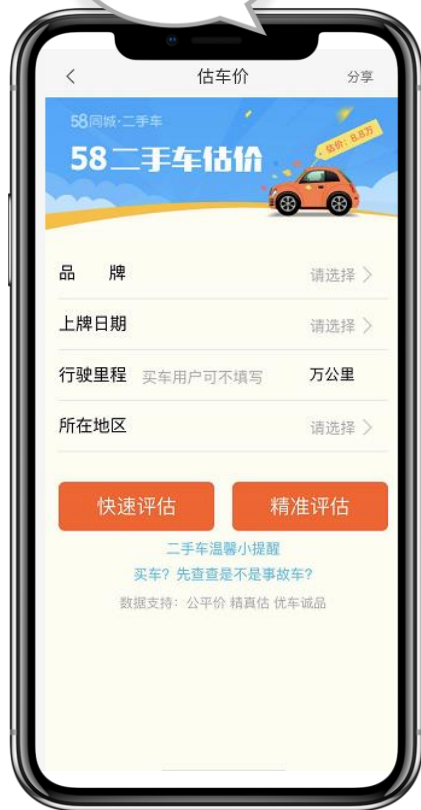 估车价
分享
58同城·二手车
58二手车估价
估价：8.8万
品 牌 请选择
上牌日期 请选择
行驶里程 买车用户可不填写 万公里
所在地区 请选择
快速评估 精准评估
二手车温馨小提醒
买车？先查查是不是事故车？
数据支持：公平价 精真估 优车诚品